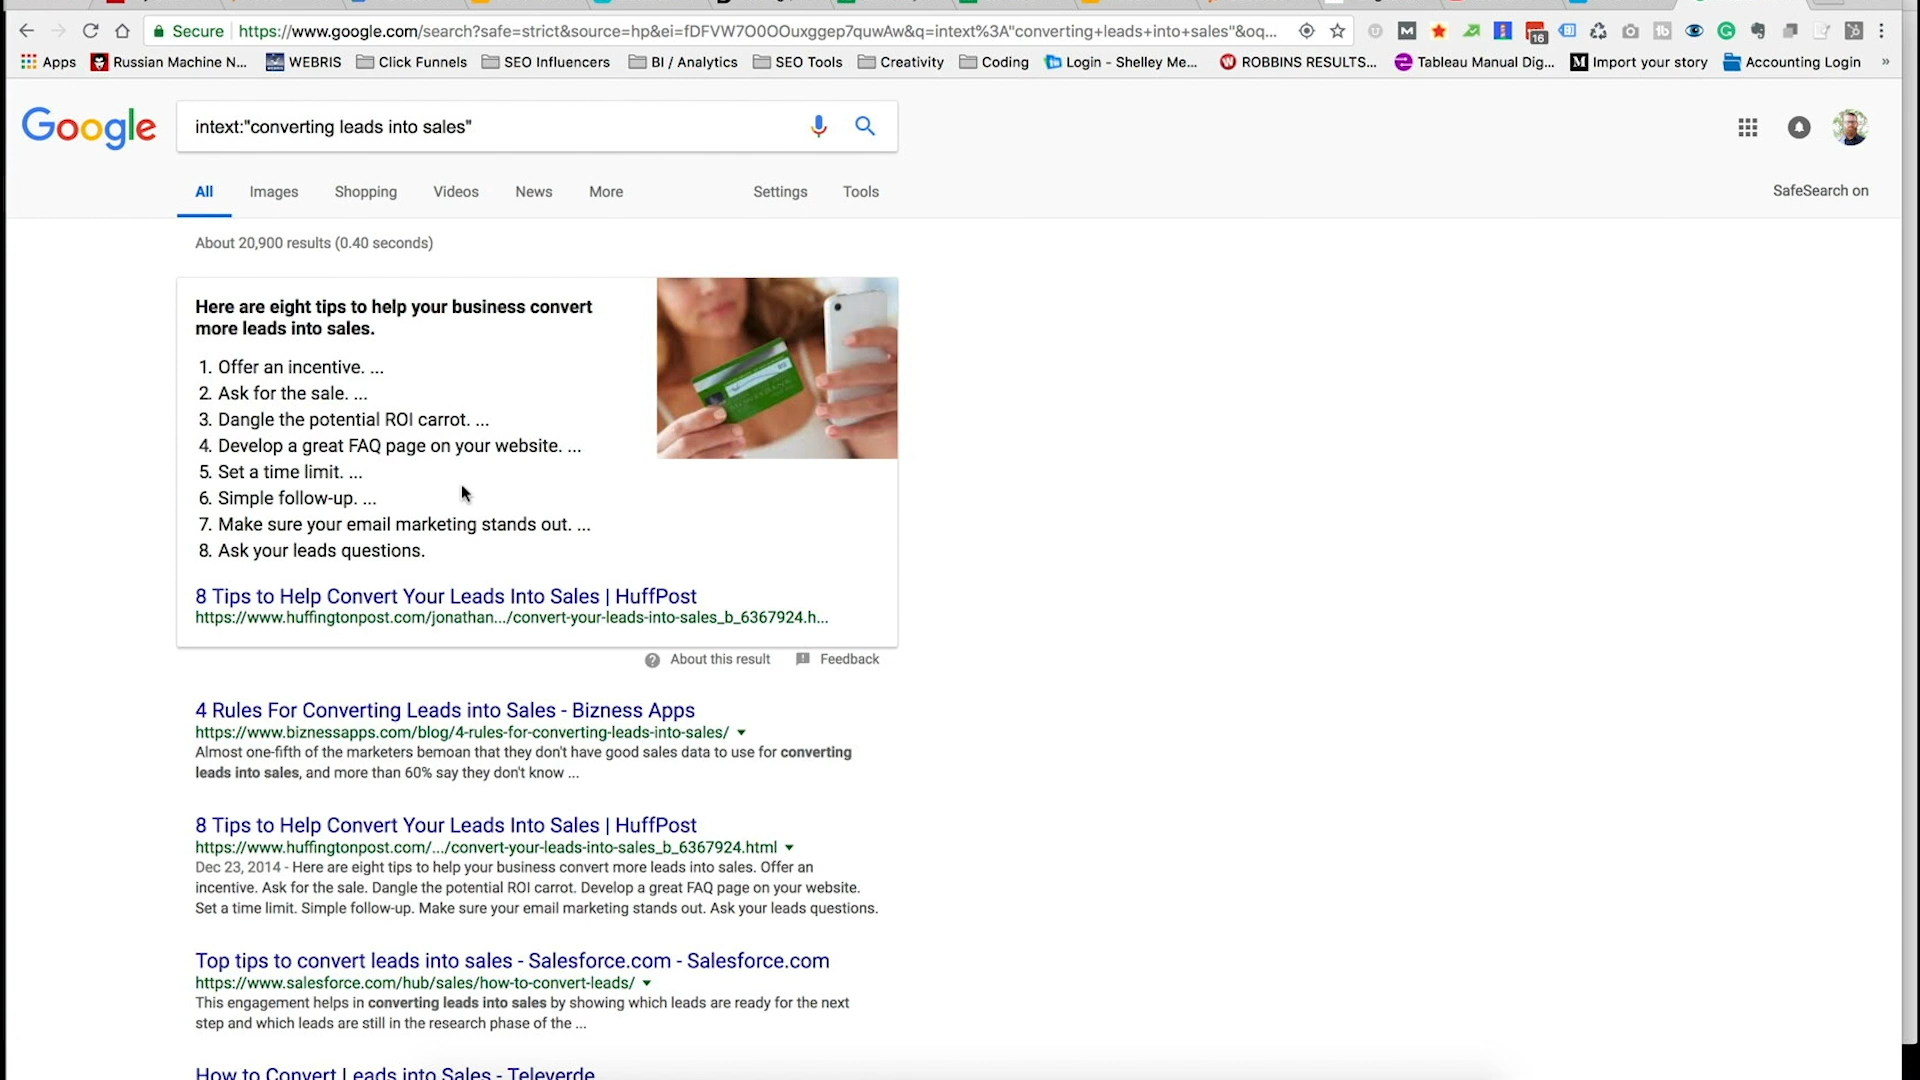 Secure https://www.google.com/search?safe=strict&source=hp&ei=fDFVW7O0OOuxggep7quwAw&q=intext%3A"converting+leads+into+sales"&oq...
16
Apps Russian Machine N... WEBRIS Click Funnels SEO Influencers BI / Analytics SEO Tools Creativity Coding Login - Shelley Me... ROBBINS RESULTS... Tableau Manual Dig... Import your story Accounting Login »
Google intext:"converting leads into sales"
All Images Shopping Videos News More Settings Tools SafeSearch on
About 20,900 results (0.40 seconds)
Here are eight tips to help your business convert
more leads into sales.
1. Offer an incentive. ...
2. Ask for the sale. ...
3. Dangle the potential ROI carrot. ...
4. Develop a great FAQ page on your website. ...
5. Set a time limit. ...
6. Simple follow-up. ...
7. Make sure your email marketing stands out. ...
8. Ask your leads questions.
8 Tips to Help Convert Your Leads Into Sales | HuffPost
https://www.huffingtonpost.com/jonathan.../convert-your-leads-into-sales_b_6367924.h...
About this result Feedback
4 Rules For Converting Leads into Sales - Bizness Apps
https://www.biznessapps.com/blog/4-rules-for-converting-leads-into-sales/
Almost one-fifth of the marketers bemoan that they don't have good sales data to use for converting
leads into sales, and more than 60% say they don't know ...
8 Tips to Help Convert Your Leads Into Sales | HuffPost
https://www.huffingtonpost.com/.../convert-your-leads-into-sales_b_6367924.html
Dec 23, 2014 - Here are eight tips to help your business convert more leads into sales. Offer an
incentive. Ask for the sale. Dangle the potential ROI carrot. Develop a great FAQ page on your website.
Set a time limit. Simple follow-up. Make sure your email marketing stands out. Ask your leads questions.
Top tips to convert leads into sales - Salesforce.com - Salesforce.com
https://www.salesforce.com/hub/sales/how-to-convert-leads/
This engagement helps in converting leads into sales by showing which leads are ready for the next
step and which leads are still in the research phase of the ...
How to Convert Leads into Sales - Televerde